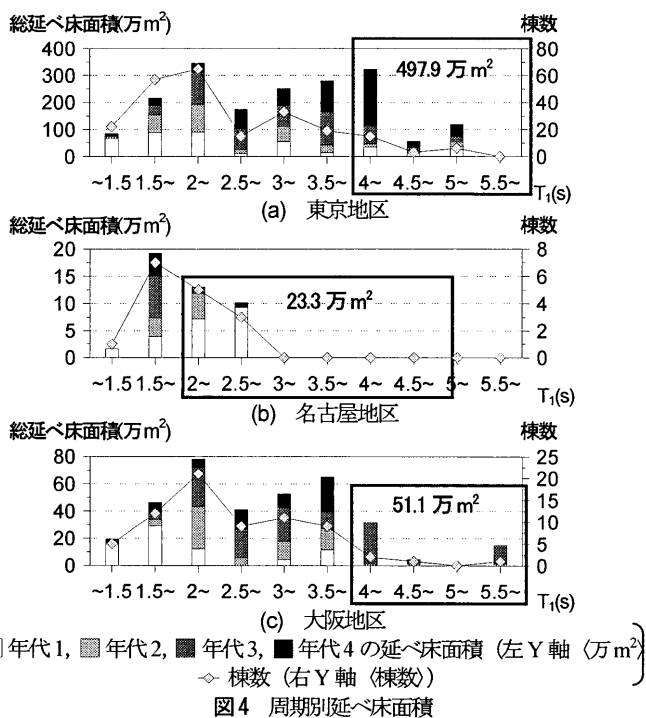 総延べ床面積(万m²) 棟数
400 80
300 497.9 万m² 60
200 40
100 20
0 0
~1.5 1.5~ 2~ 2.5~ 3~ 3.5~ 4~ 4.5~ 5~ 5.5~ T₁(s)
(a) 東京地区
総延べ床面積(万m²) 棟数
20 8
15 6
10 23.3 万m² 4
5 2
0 0
~1.5 1.5~ 2~ 2.5~ 3~ 3.5~ 4~ 4.5~ 5~ 5.5~ T₁(s)
(b) 名古屋地区
総延べ床面積(万m²) 棟数
80 25
60 51.1 万m² 20
15
40 10
20 5
0 0
~1.5 1.5~ 2~ 2.5~ 3~ 3.5~ 4~ 4.5~ 5~ 5.5~ T₁(s)
(c) 大阪地区
年代1, 年代2, 年代3, 年代4 の延べ床面積(左Y軸〈万m²〉
棟数(右Y軸〈棟数〉)
図4 周期別延べ床面積